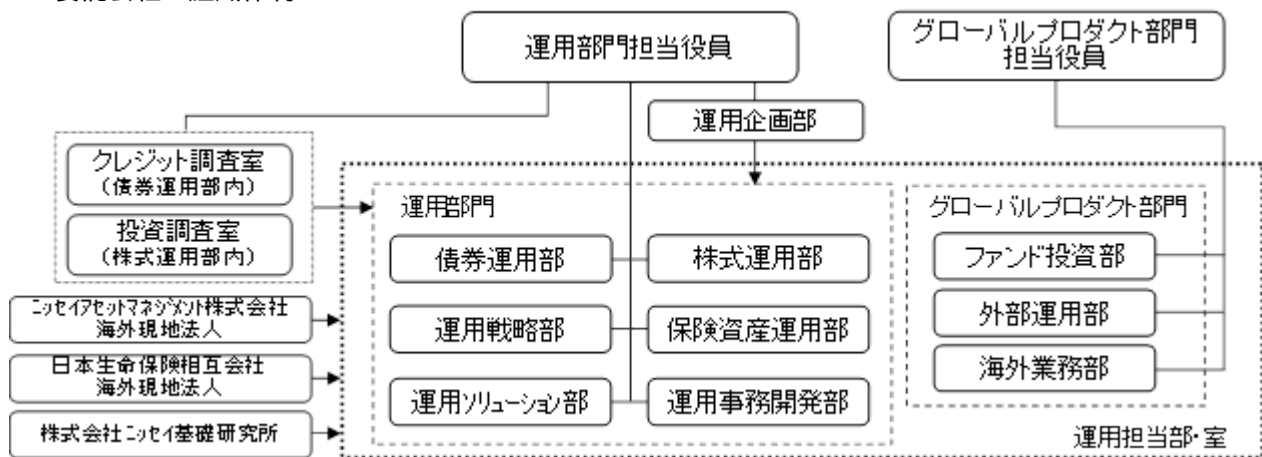 運用部門担当役員
グローバルプロダクト部門
担当役員
運用企画部
クレジット調査室
(債券運用部内)
投資調査室
(株式運用部内)
運用部門
グローバルプロダクト部門
債券運用部
株式運用部
ファンド投資部
ニッセイアセットマネジメント株式会社
海外現地法人
運用戦略部
保険資産運用部
外部運用部
日本生命保険相互会社
海外現地法人
海外業務部
運用ソリューション部
運用事務開発部
株式会社ニッセイ基礎研究所
運用担当部・室